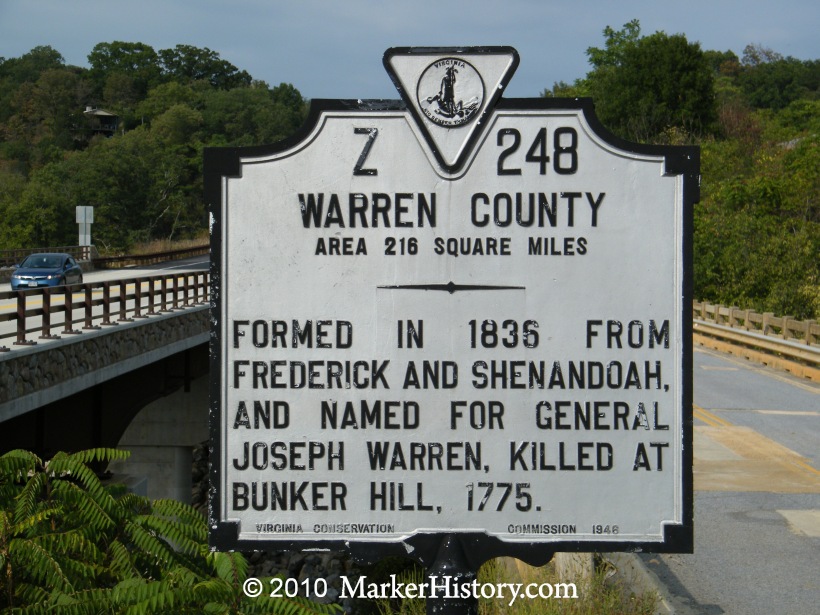 VIRGINIA
Z 248
WARREN COUNTY
AREA 216 SQUARE MILES
FORMED IN 1836 FROM
FREDERICK AND SHENANDOAH,
AND NAMED FOR GENERAL
JOSEPH WARREN, KILLED AT
BUNKER HILL, 1775.
VIRGINIA CONSERVATION COMMISSION 1946
© 2010 MarkerHistory.com